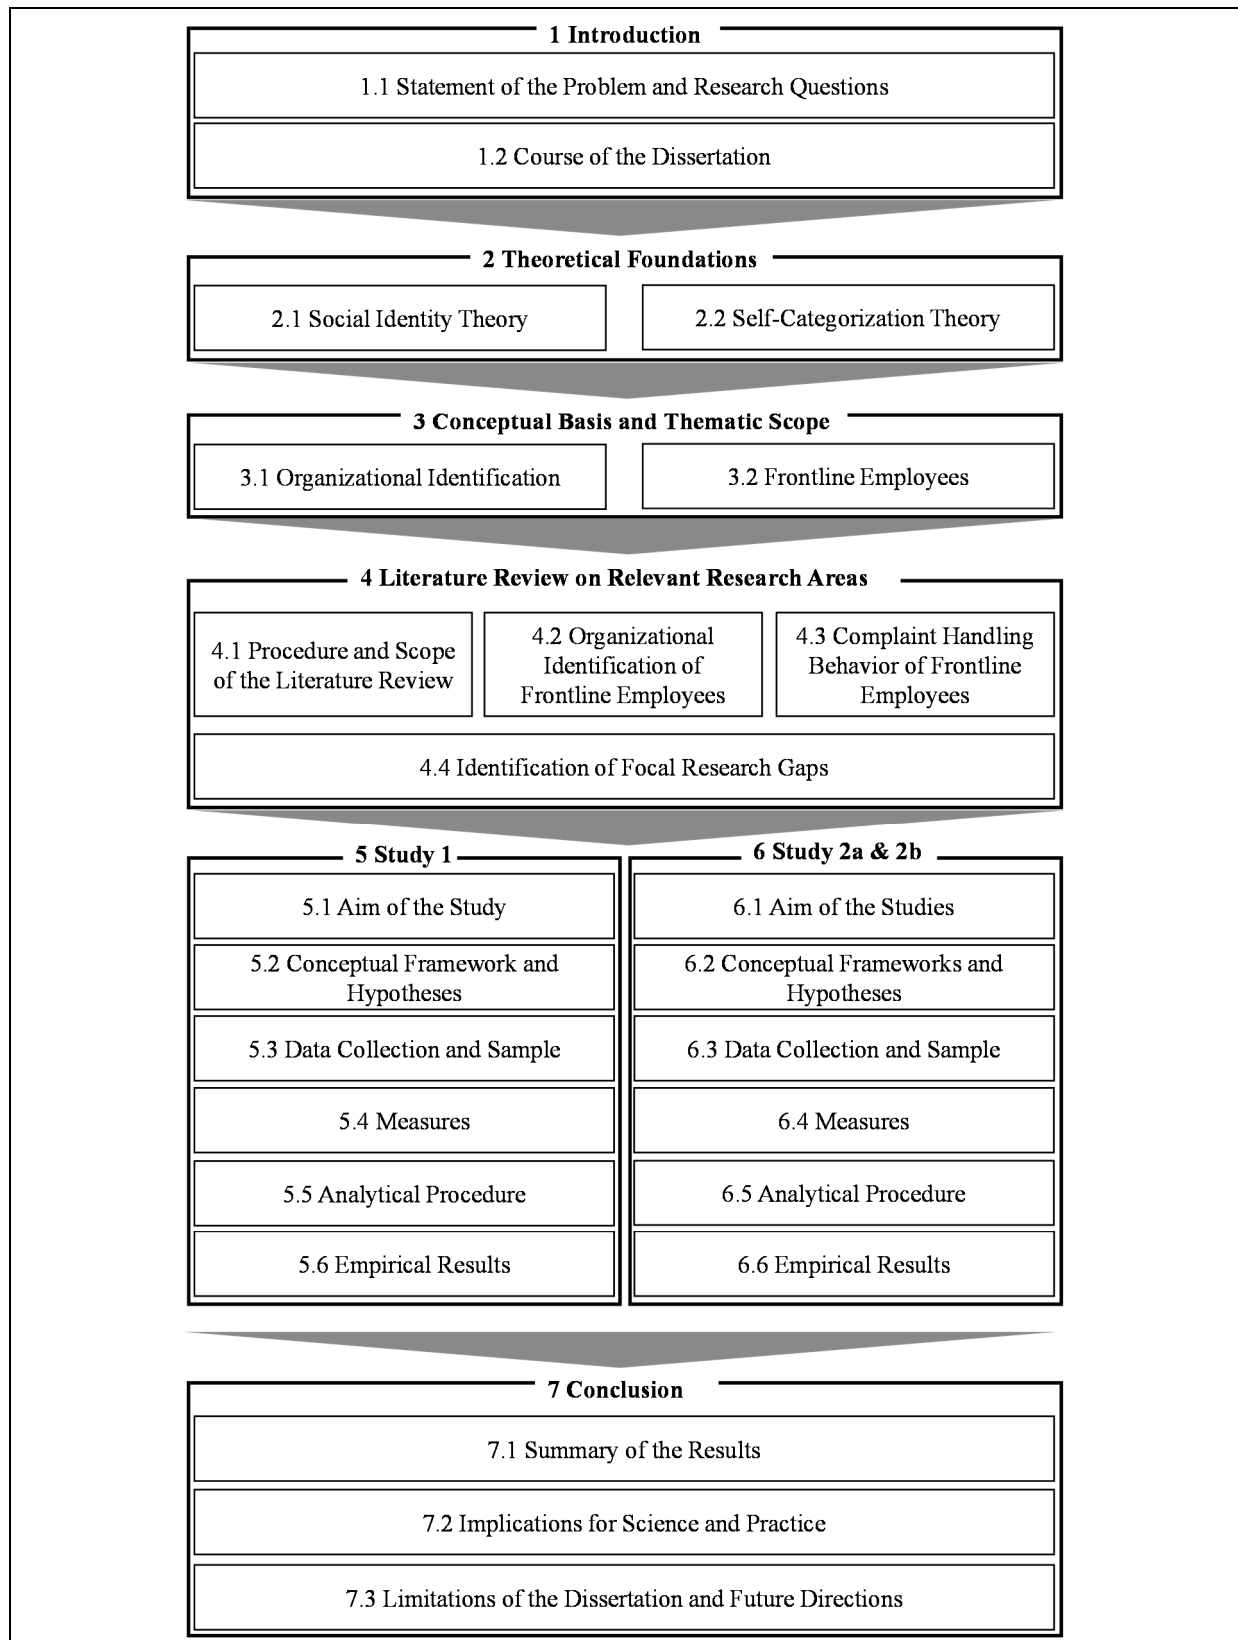 1 Introduction
1.1 Statement of the Problem and Research Questions
1.2 Course of the Dissertation
2 Theoretical Foundations
2.1 Social Identity Theory
2.2 Self-Categorization Theory
3 Conceptual Basis and Thematic Scope
3.1 Organizational Identification
3.2 Frontline Employees
4 Literature Review on Relevant Research Areas
4.1 Procedure and Scope
of the Literature Review
4.2 Organizational
Identification of
Frontline Employees
4.3 Complaint Handling
Behavior of Frontline
Employees
4.4 Identification of Focal Research Gaps
5 Study 1
5.1 Aim of the Study
5.2 Conceptual Framework and
Hypotheses
5.3 Data Collection and Sample
5.4 Measures
5.5 Analytical Procedure
5.6 Empirical Results
6 Study 2a & 2b
6.1 Aim of the Studies
6.2 Conceptual Frameworks and
Hypotheses
6.3 Data Collection and Sample
6.4 Measures
6.5 Analytical Procedure
6.6 Empirical Results
7 Conclusion
7.1 Summary of the Results
7.2 Implications for Science and Practice
7.3 Limitations of the Dissertation and Future Directions